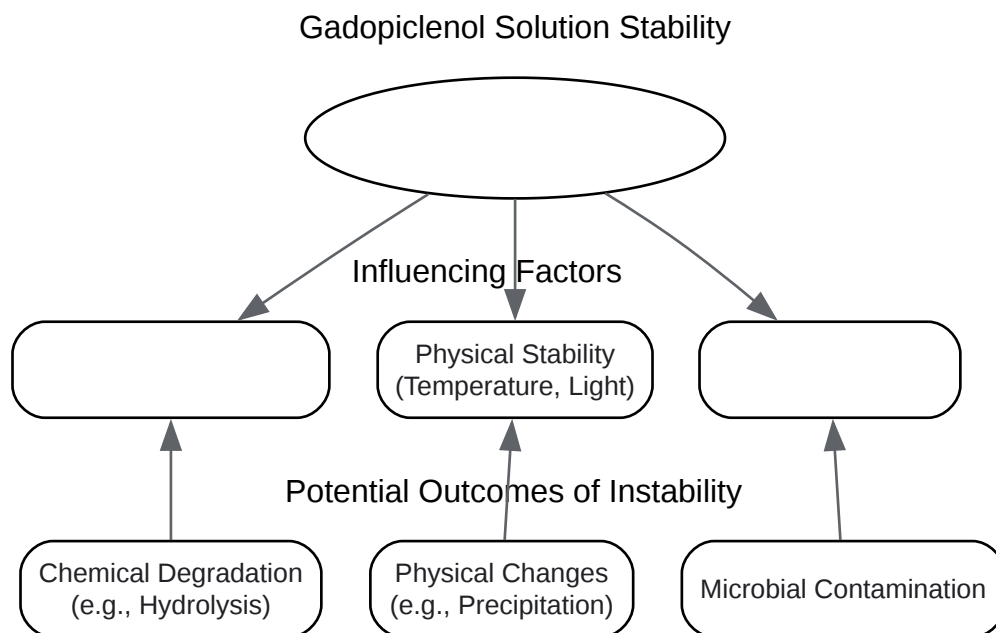 Gadopiclenol Solution Stability
Influencing Factors
Physical Stability
(Temperature, Light)
Potential Outcomes of Instability
Chemical Degradation
(e.g., Hydrolysis)
Physical Changes
(e.g., Precipitation)
Microbial Contamination